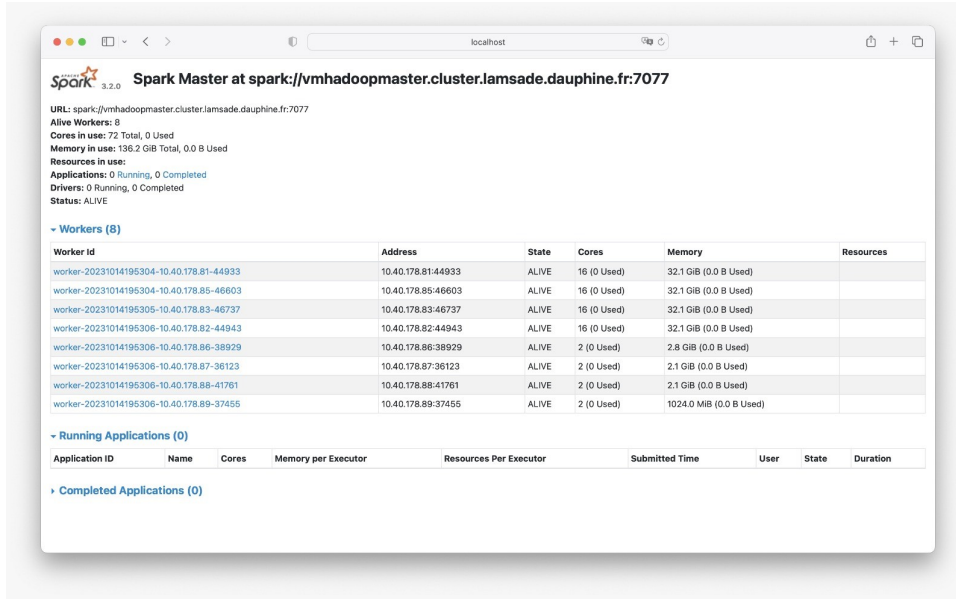 localhost
APACHE Spark 3.2.0 Spark Master at spark://vmhadoopmaster.cluster.lamsade.dauphine.fr:7077
URL: spark://vmhadoopmaster.cluster.lamsade.dauphine.fr:7077
Alive Workers: 8
Cores in use: 72 Total, 0 Used
Memory in use: 136.2 GiB Total, 0.0 B Used
Resources in use:
Applications: 0 Running, 0 Completed
Drivers: 0 Running, 0 Completed
Status: ALIVE
Workers (8)
Worker Id Address State Cores Memory Resources
worker-20231014195304-10.40.178.81-44933 10.40.178.81:44933 ALIVE 16 (0 Used) 32.1 GiB (0.0 B Used)
worker-20231014195304-10.40.178.85-46603 10.40.178.85:46603 ALIVE 16 (0 Used) 32.1 GiB (0.0 B Used)
worker-20231014195305-10.40.178.83-46737 10.40.178.83:46737 ALIVE 16 (0 Used) 32.1 GiB (0.0 B Used)
worker-20231014195306-10.40.178.82-44943 10.40.178.82:44943 ALIVE 16 (0 Used) 32.1 GiB (0.0 B Used)
worker-20231014195306-10.40.178.86-38929 10.40.178.86:38929 ALIVE 2 (0 Used) 2.8 GiB (0.0 B Used)
worker-20231014195306-10.40.178.87-36123 10.40.178.87:36123 ALIVE 2 (0 Used) 2.1 GiB (0.0 B Used)
worker-20231014195306-10.40.178.88-41761 10.40.178.88:41761 ALIVE 2 (0 Used) 2.1 GiB (0.0 B Used)
worker-20231014195306-10.40.178.89-37455 10.40.178.89:37455 ALIVE 2 (0 Used) 1024.0 MiB (0.0 B Used)
Running Applications (0)
Application ID Name Cores Memory per Executor Resources Per Executor Submitted Time User State Duration
Completed Applications (0)